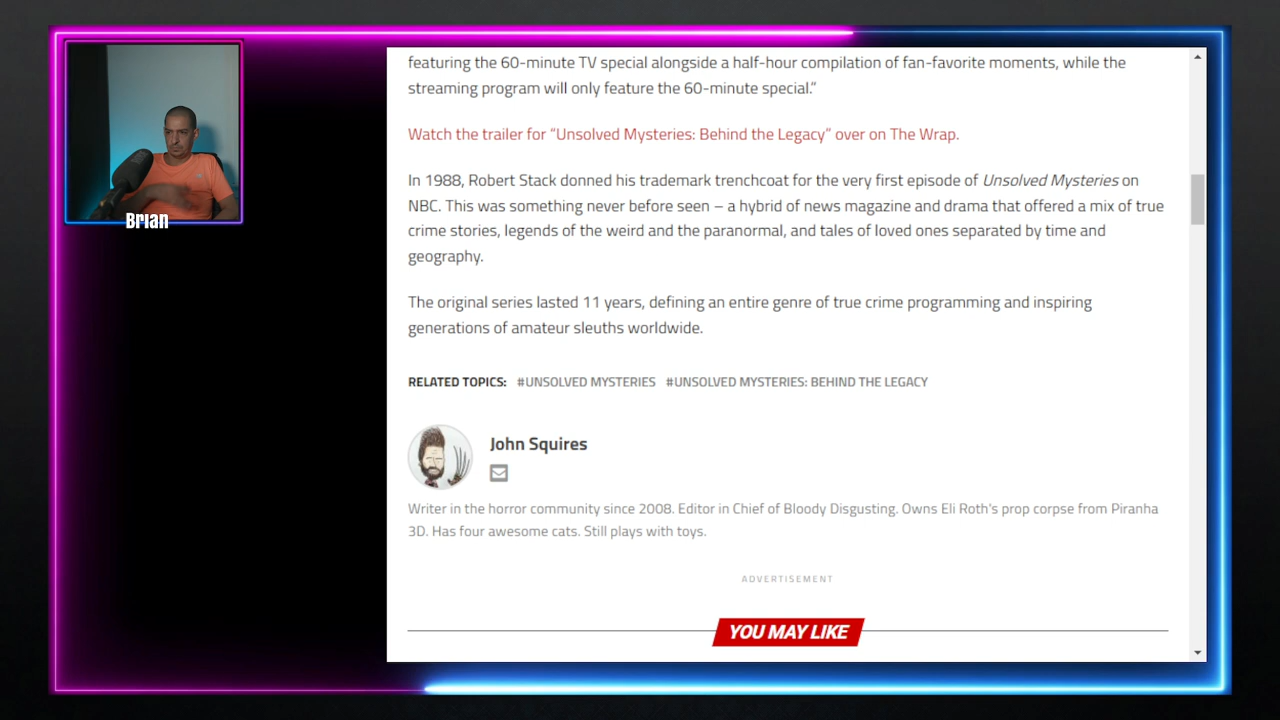 Brian
featuring the 60-minute TV special alongside a half-hour compilation of fan-favorite moments, while the
streaming program will only feature the 60-minute special.”
Watch the trailer for “Unsolved Mysteries: Behind the Legacy” over on The Wrap.
In 1988, Robert Stack donned his trademark trenchcoat for the very first episode of Unsolved Mysteries on
NBC. This was something never before seen – a hybrid of news magazine and drama that offered a mix of true
crime stories, legends of the weird and the paranormal, and tales of loved ones separated by time and
geography.
The original series lasted 11 years, defining an entire genre of true crime programming and inspiring
generations of amateur sleuths worldwide.
RELATED TOPICS: #UNSOLVED MYSTERIES #UNSOLVED MYSTERIES: BEHIND THE LEGACY
John Squires
Writer in the horror community since 2008. Editor in Chief of Bloody Disgusting. Owns Eli Roth's prop corpse from Piranha
3D. Has four awesome cats. Still plays with toys.
ADVERTISEMENT
YOU MAY LIKE